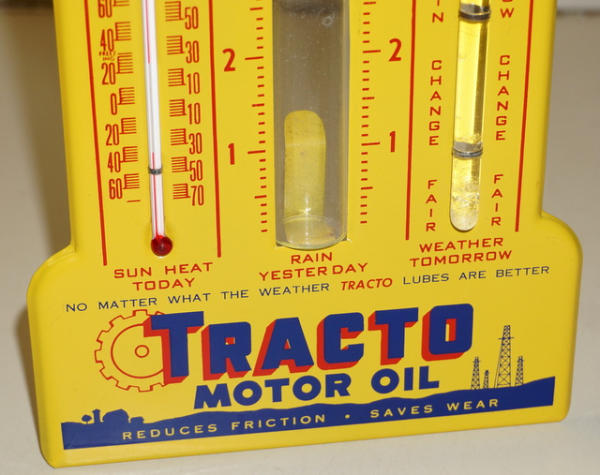 60
50
40
30
20
10
0
10
20
30
40
50
60
70
2
2
1
1
CHANGE
CHANGE
FAIR
FAIR
SUN HEAT
TODAY
RAIN
YESTERDAY
WEATHER
TOMORROW
NO MATTER WHAT THE WEATHER TRACTO LUBES ARE BETTER
TRACTO
MOTOR OIL
REDUCES FRICTION • SAVES WEAR